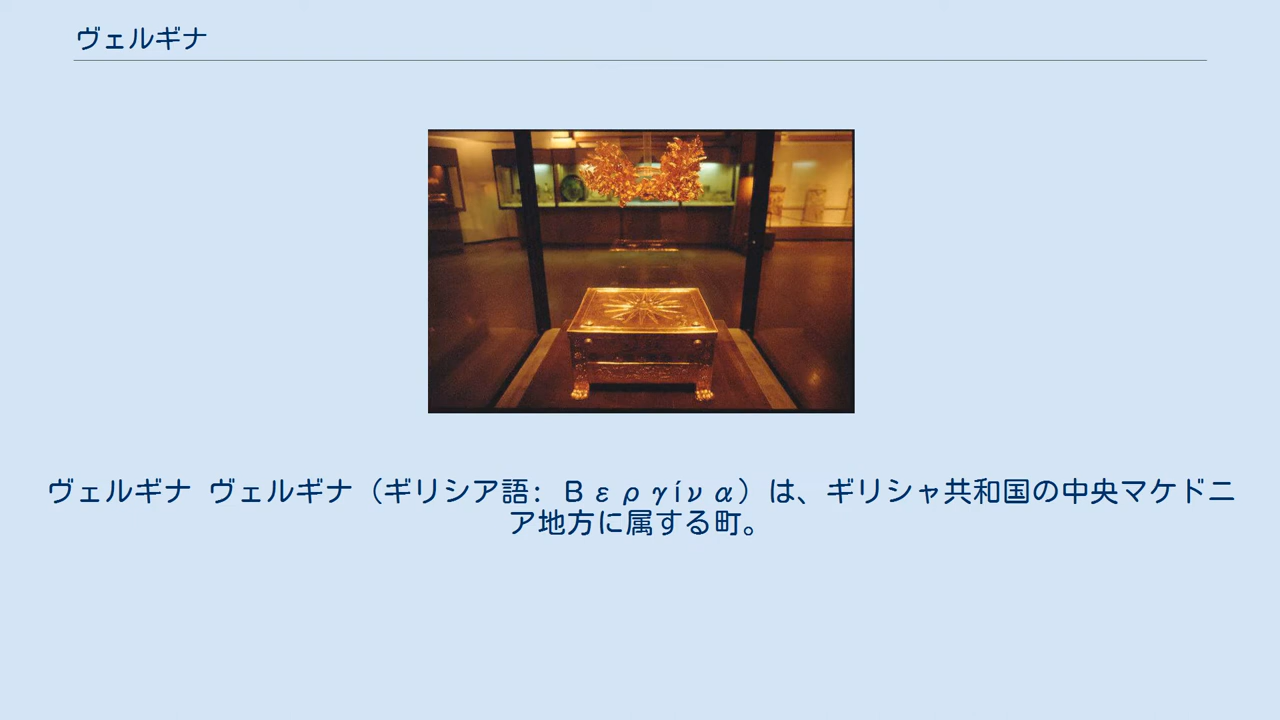 ヴェルギナ
ヴェルギナ ヴェルギナ（ギリシア語: Βεργίνα）は、ギリシャ共和国の中央マケドニ
ア地方に属する町。